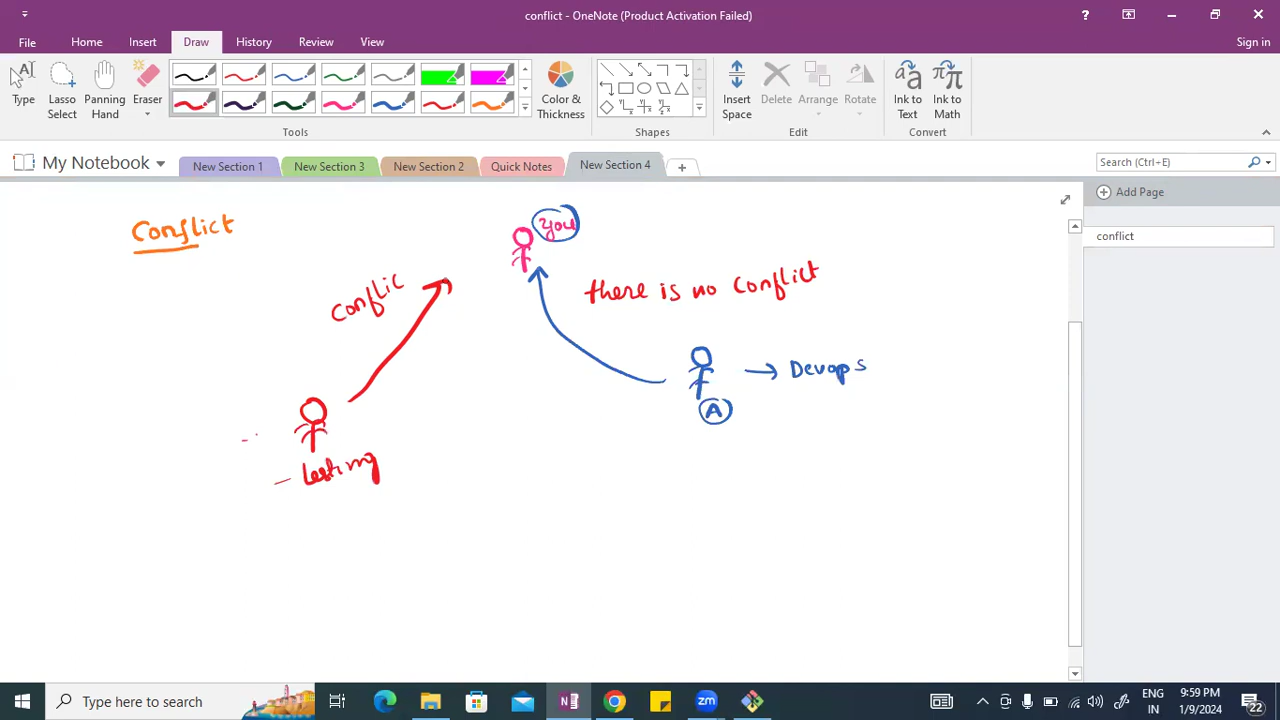 conflict - OneNote (Product Activation Failed)
File Home Insert Draw History Review View Sign in
Type
Lasso Select
Panning Hand
Eraser
Color & Thickness
Insert Space
Delete
Arrange
Rotate
Ink to Text
Ink to Math
Tools Shapes Edit Convert
My Notebook New Section 1 New Section 3 New Section 2 Quick Notes New Section 4 Search (Ctrl+E)
Add Page
conflict
Conflict
You
conflic
there is no conflict
Devops
A
- testing
Type here to search
ENG
IN
9:59 PM
1/9/2024
22